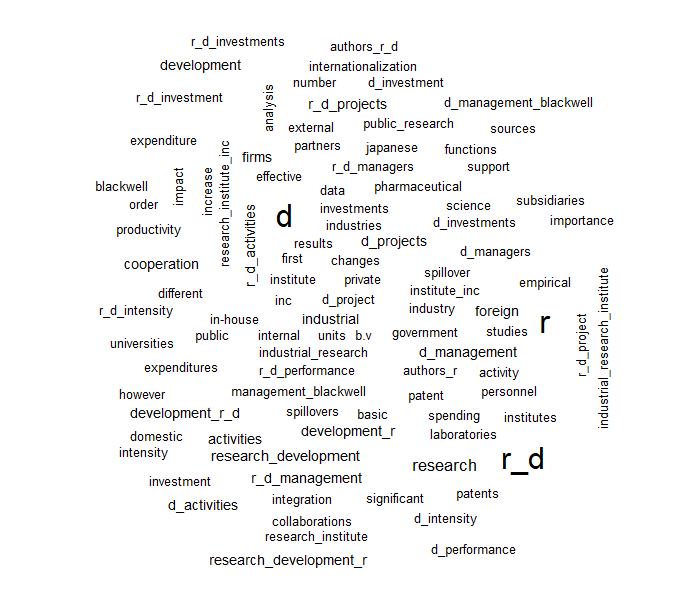 r_d_investments
authors_r_d
development
internationalization
number
d_investment
r_d_investment
analysis
r_d_projects
d_management_blackwell
external
public_research
sources
expenditure
partners
japanese
functions
firms
r_d_managers
support
effective
blackwell
impact
increase
research_institute_inc
data
pharmaceutical
order
investments
science
subsidiaries
productivity
r_d_activities
d
industries
d_investments
importance
results
d_projects
first
changes
d_managers
cooperation
spillover
different
institute
private
institute_inc
empirical
r_d_intensity
inc
d_project
industry
foreign
r
r_d_project
industrial_research_institute
in-house
industrial
universities
public
internal
units
b.v
government
studies
industrial_research
d_management
expenditures
r_d_performance
authors_r
activity
however
management_blackwell
patent
personnel
development_r_d
spillovers
basic
spending
institutes
domestic
activities
development_r
laboratories
intensity
research_development
research
r_d
investment
r_d_management
d_activities
integration
significant
patents
collaborations
d_intensity
research_institute
research_development_r
d_performance